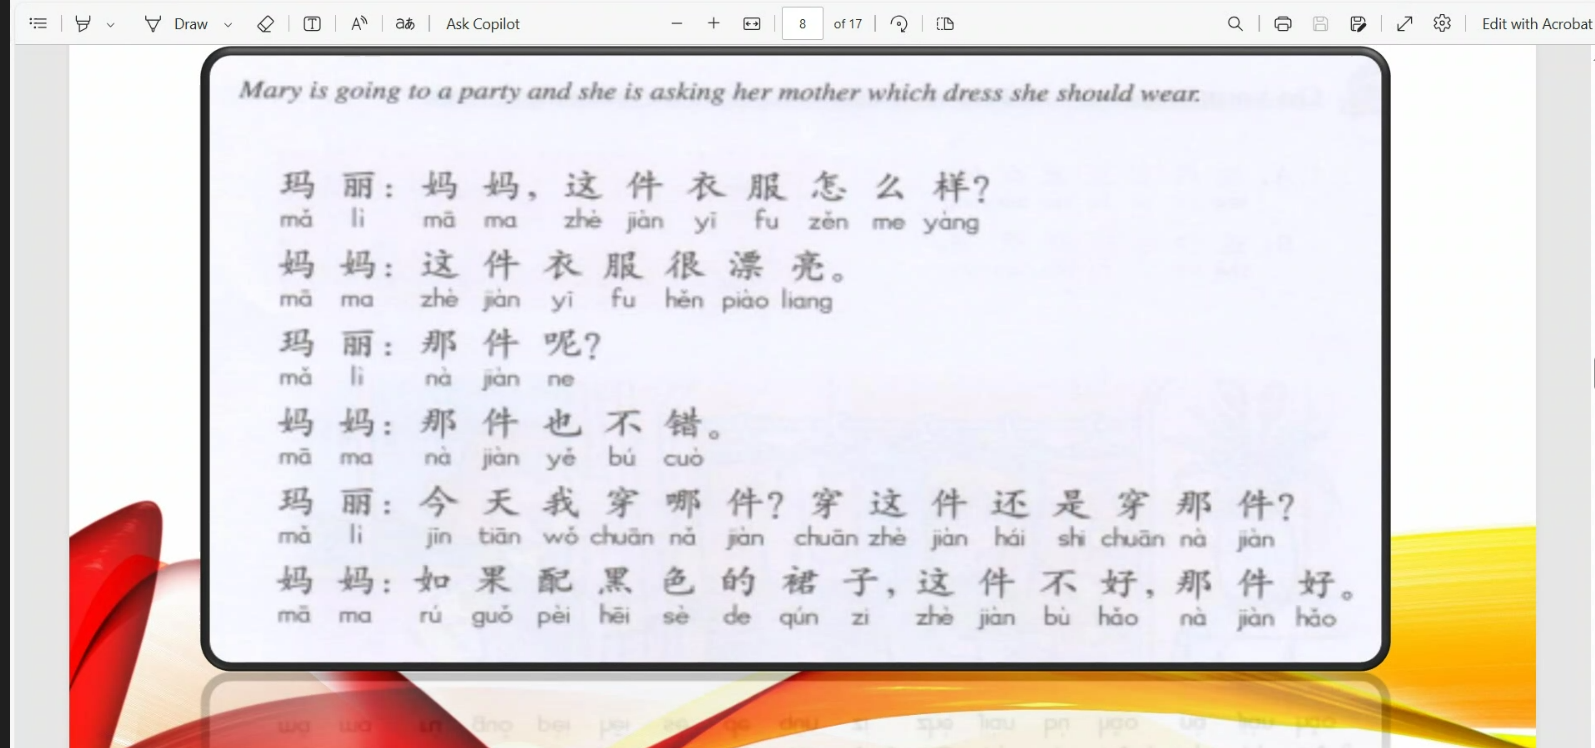 Draw Ask Copilot 8 of 17 Edit with Acrobat
Mary is going to a party and she is asking her mother which dress she should wear.
玛 丽：妈 妈，这 件 衣 服 怎 么 样？
mǎ lì mā ma zhè jiàn yī fu zěn me yàng
妈 妈：这 件 衣 服 很 漂 亮。
mā ma zhè jiàn yī fu hěn piào liang
玛 丽：那 件 呢？
mǎ lì nà jiàn ne
妈 妈：那 件 也 不 错。
mā ma nà jiàn yě bú cuò
玛 丽：今 天 我 穿 哪 件？穿 这 件 还 是 穿 那 件？
mǎ lì jīn tiān wǒ chuān nǎ jiàn chuān zhè jiàn hái shi chuān nà jiàn
妈 妈：如 果 配 黑 色 的 裙 子，这 件 不 好，那 件 好。
mā ma rú guǒ pèi hēi sè de qún zi zhè jiàn bù hǎo nà jiàn hǎo